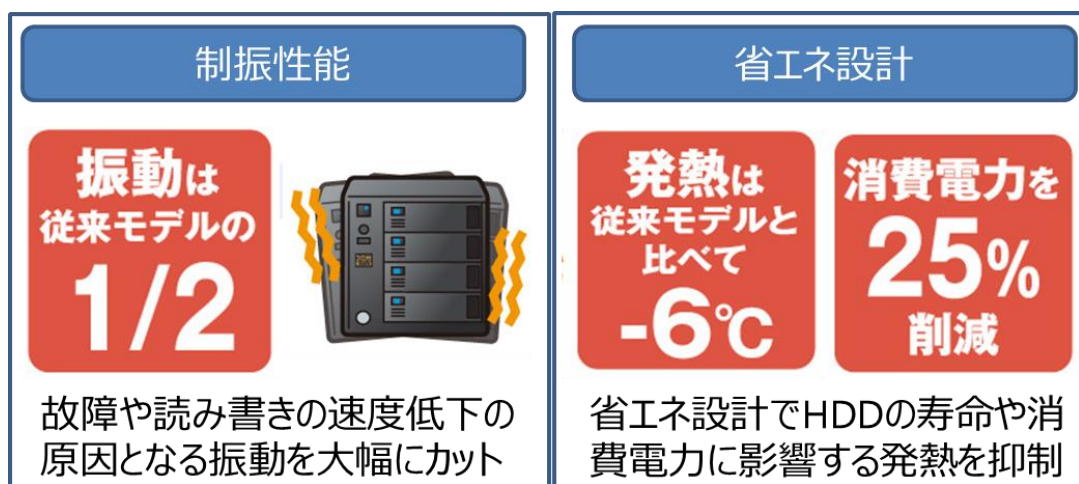 制振性能
振動は
従来モデルの
1/2
故障や読み書きの速度低下の
原因となる振動を大幅にカット
省エネ設計
発熱は
従来モデルと
比べて
-6℃
消費電力を
25%
削減
省エネ設計でHDDの寿命や消
費電力に影響する発熱を抑制